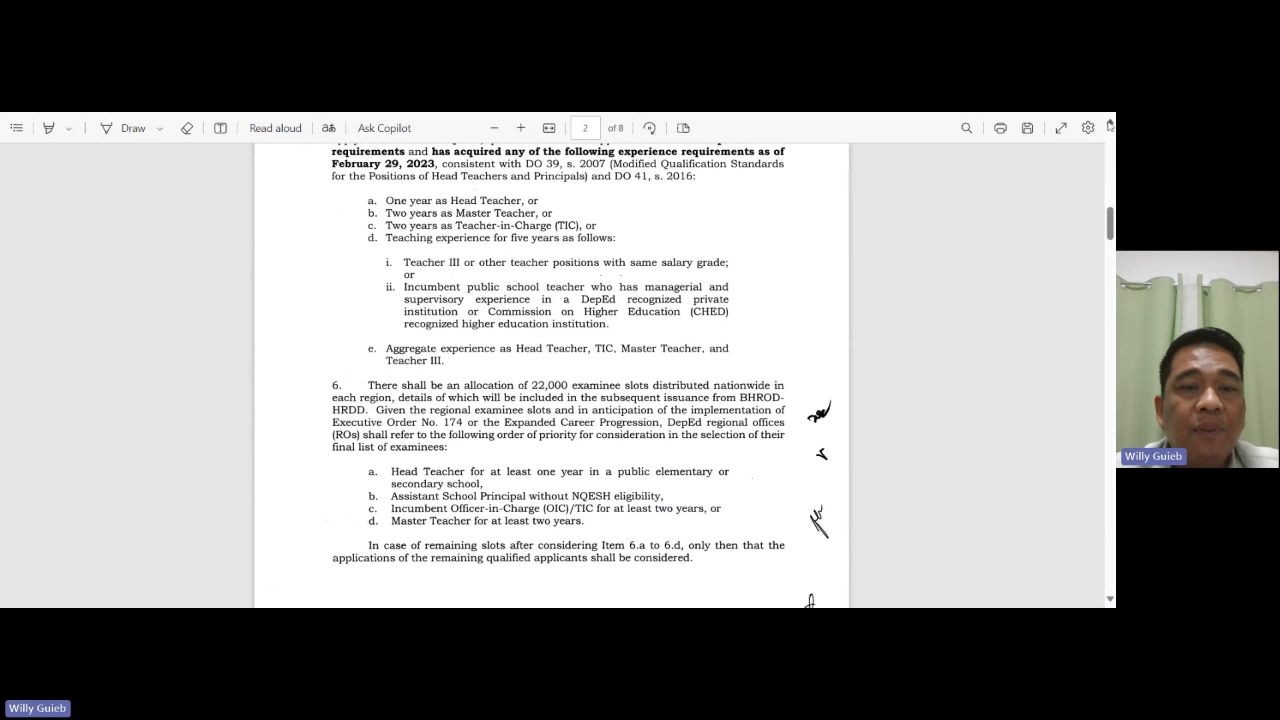 Draw
Read aloud
Ask Copilot
2
of 8
requirements and has acquired any of the following experience requirements as of
February 29, 2023, consistent with DO 39, s. 2007 (Modified Qualification Standards
for the Positions of Head Teachers and Principals) and DO 41, s. 2016:
a. One year as Head Teacher, or
b. Two years as Master Teacher, or
c. Two years as Teacher-in-Charge (TIC), or
d. Teaching experience for five years as follows:
i. Teacher III or other teacher positions with same salary grade;
or
ii. Incumbent public school teacher who has managerial and
supervisory experience in a DepEd recognized private
institution or Commission on Higher Education (CHED)
recognized higher education institution.
e. Aggregate experience as Head Teacher, TIC, Master Teacher, and
Teacher III.
6. There shall be an allocation of 22,000 examinee slots distributed nationwide in
each region, details of which will be included in the subsequent issuance from BHROD-
HRDD. Given the regional examinee slots and in anticipation of the implementation of
Executive Order No. 174 or the Expanded Career Progression, DepEd regional offices
(ROs) shall refer to the following order of priority for consideration in the selection of their
final list of examinees:
a. Head Teacher for at least one year in a public elementary or
secondary school,
b. Assistant School Principal without NQESH eligibility,
c. Incumbent Officer-in-Charge (OIC)/TIC for at least two years, or
d. Master Teacher for at least two years.
In case of remaining slots after considering Item 6.a to 6.d, only then that the
applications of the remaining qualified applicants shall be considered.
Willy Guieb
Willy Guieb